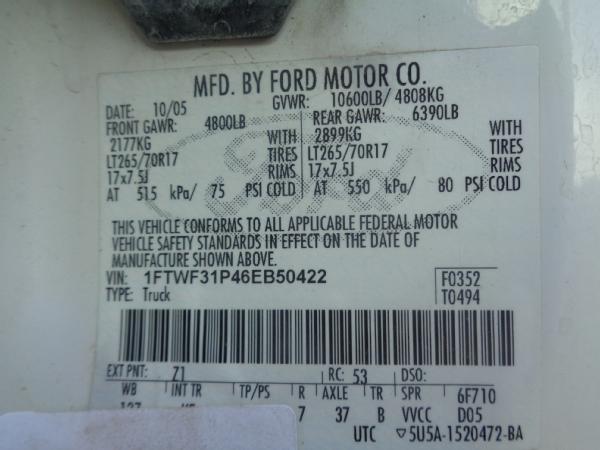 MFD. BY FORD MOTOR CO.
DATE: 10/05 GVWR: 10600LB/ 4808KG
FRONT GAWR: 4800LB REAR GAWR: 6390LB
2177KG WITH 2899KG WITH
LT265/70R17 TIRES LT265/70R17 TIRES
17x7.5J RIMS 17x7.5J RIMS
AT 515 kPa/ 75 PSI COLD AT 550 kPa/ 80 PSI COLD
Ford
THIS VEHICLE CONFORMS TO ALL APPLICABLE FEDERAL MOTOR
VEHICLE SAFETY STANDARDS IN EFFECT ON THE DATE OF
MANUFACTURE SHOWN ABOVE.
VIN: 1FTWF31P46EB50422 F0352
TYPE: Truck T0494
EXT PNT: Z1 RC: 53 DSO:
WB INT TR TP/PS R AXLE TR SPR 6F710
7 37 B VVCC D05
UTC ▽5U5A-1520472-BA